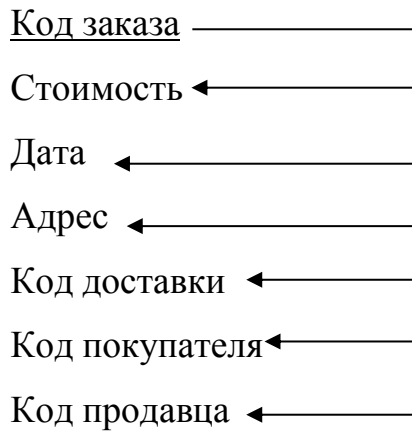 Код заказа
Стоимость
Дата
Адрес
Код доставки
Код покупателя
Код продавца